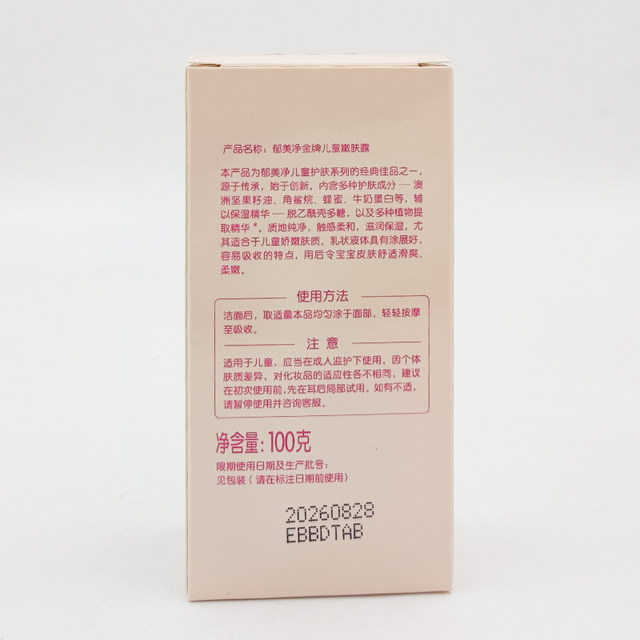 产品名称：郁美净金牌儿童嫩肤露
本产品为郁美净儿童护肤系列的经典佳品之一，
源于传承，始于创新，内含多种护肤成分—澳
洲坚果籽油、角鲨烷、蜂蜜、牛奶蛋白等，辅
以保湿精华—脱乙酰壳多糖，以及多种植物提
取精华*。质地纯净，触感柔和，滋润保湿，尤
其适合于儿童娇嫩肤质。乳状液体具有涂展好，
容易吸收的特点，用后令宝宝皮肤舒适滑爽、
柔嫩。
使用方法
洁面后，取适量本品均匀涂于面部，轻轻按摩
至吸收。
注 意
适用于儿童，应当在成人监护下使用。因个体
肤质差异，对化妆品的适应性各不相同，建议
在初次使用前，先在耳后局部试用。如有不适，
请暂停使用并咨询客服。
净含量：100克
限期使用日期及生产批号：
见包装（请在标注日期前使用）
20260828
EBBDTAB